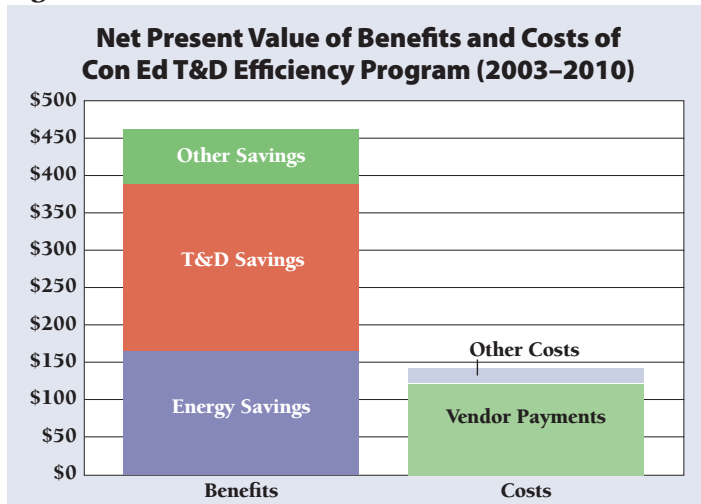 Net Present Value of Benefits and Costs of
Con Ed T&D Efficiency Program (2003–2010)
$500
$450
$400
$350
$300
$250
$200
$150
$100
$50
$0
Other Savings
T&D Savings
Energy Savings
Other Costs
Vendor Payments
Benefits
Costs